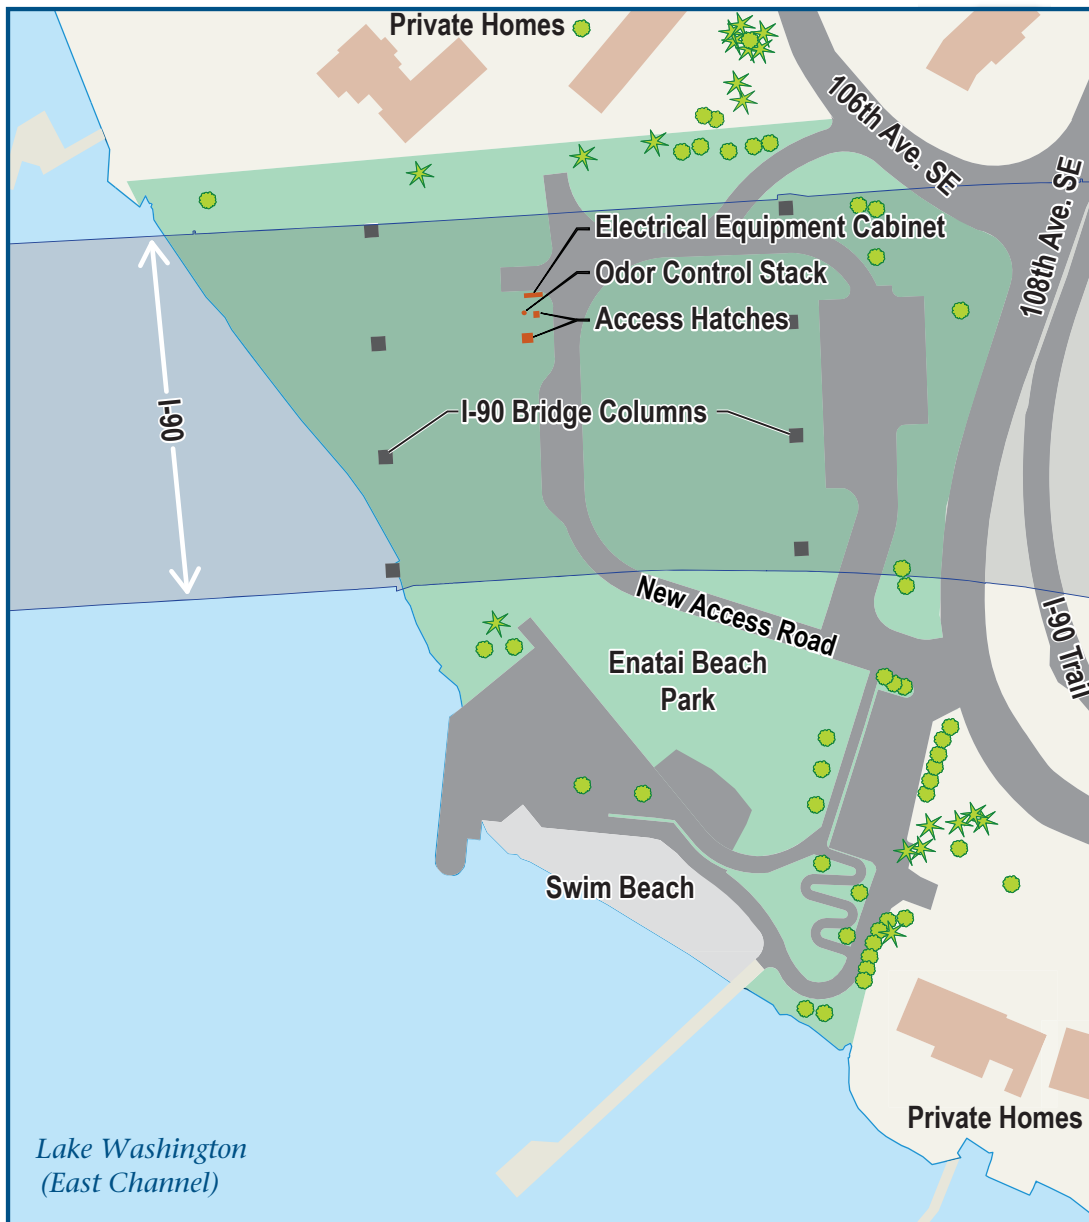 Private Homes
106th Ave. SE
108th Ave. SE
Electrical Equipment Cabinet
Odor Control Stack
Access Hatches
I-90
I-90 Bridge Columns
New Access Road
I-90 Trail
Enatai Beach
Park
Swim Beach
Private Homes
Lake Washington
(East Channel)